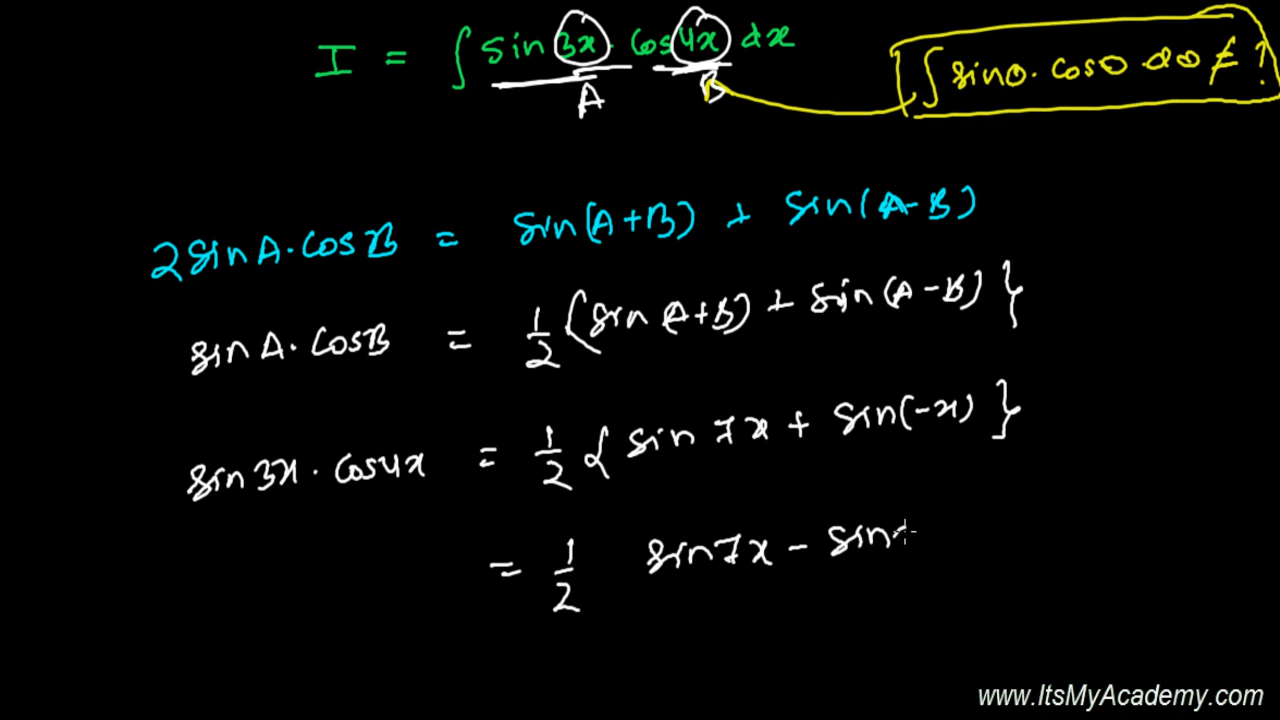 I = ∫ sin 3x · cos 4x dx
A B
∫ sinθ · cosθ dθ ≠ !
2 sin A · cos B = sin(A+B) + sin(A-B)
sin A · cos B = 1/2 (sin (A+B) + sin (A-B) }
sin 3x · cos 4x = 1/2 { sin 7x + sin(-x) }
= 1/2 sin 7x - sin
www.ItsMyAcademy.com